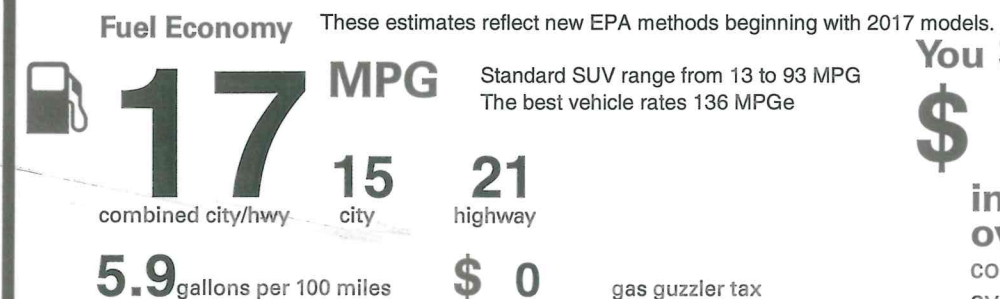 Fuel Economy
These estimates reflect new EPA methods beginning with 2017 models.
17 MPG
Standard SUV range from 13 to 93 MPG
The best vehicle rates 136 MPGe
combined city/hwy
15
city
21
highway
5.9 gallons per 100 miles
$ 0 gas guzzler tax
You
$